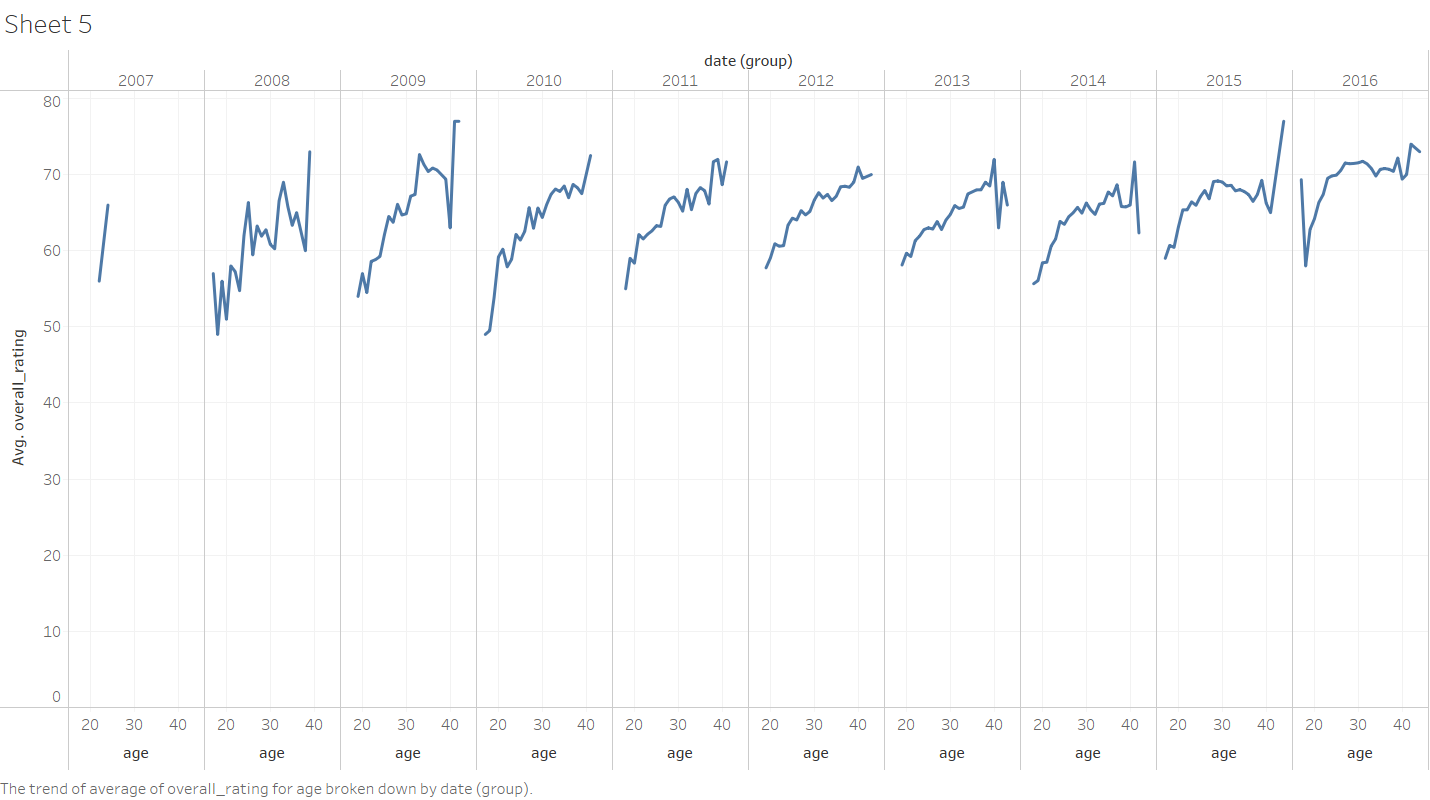 Sheet 5
date (group)
2007 2008 2009 2010 2011 2012 2013 2014 2015 2016
80
70
60
50
40
30
20
10
0
Avg. overall_rating
20 30 40 20 30 40 20 30 40 20 30 40 20 30 40 20 30 40 20 30 40 20 30 40 20 30 40 20 30 40
age age age age age age age age age age
The trend of average of overall_rating for age broken down by date (group).